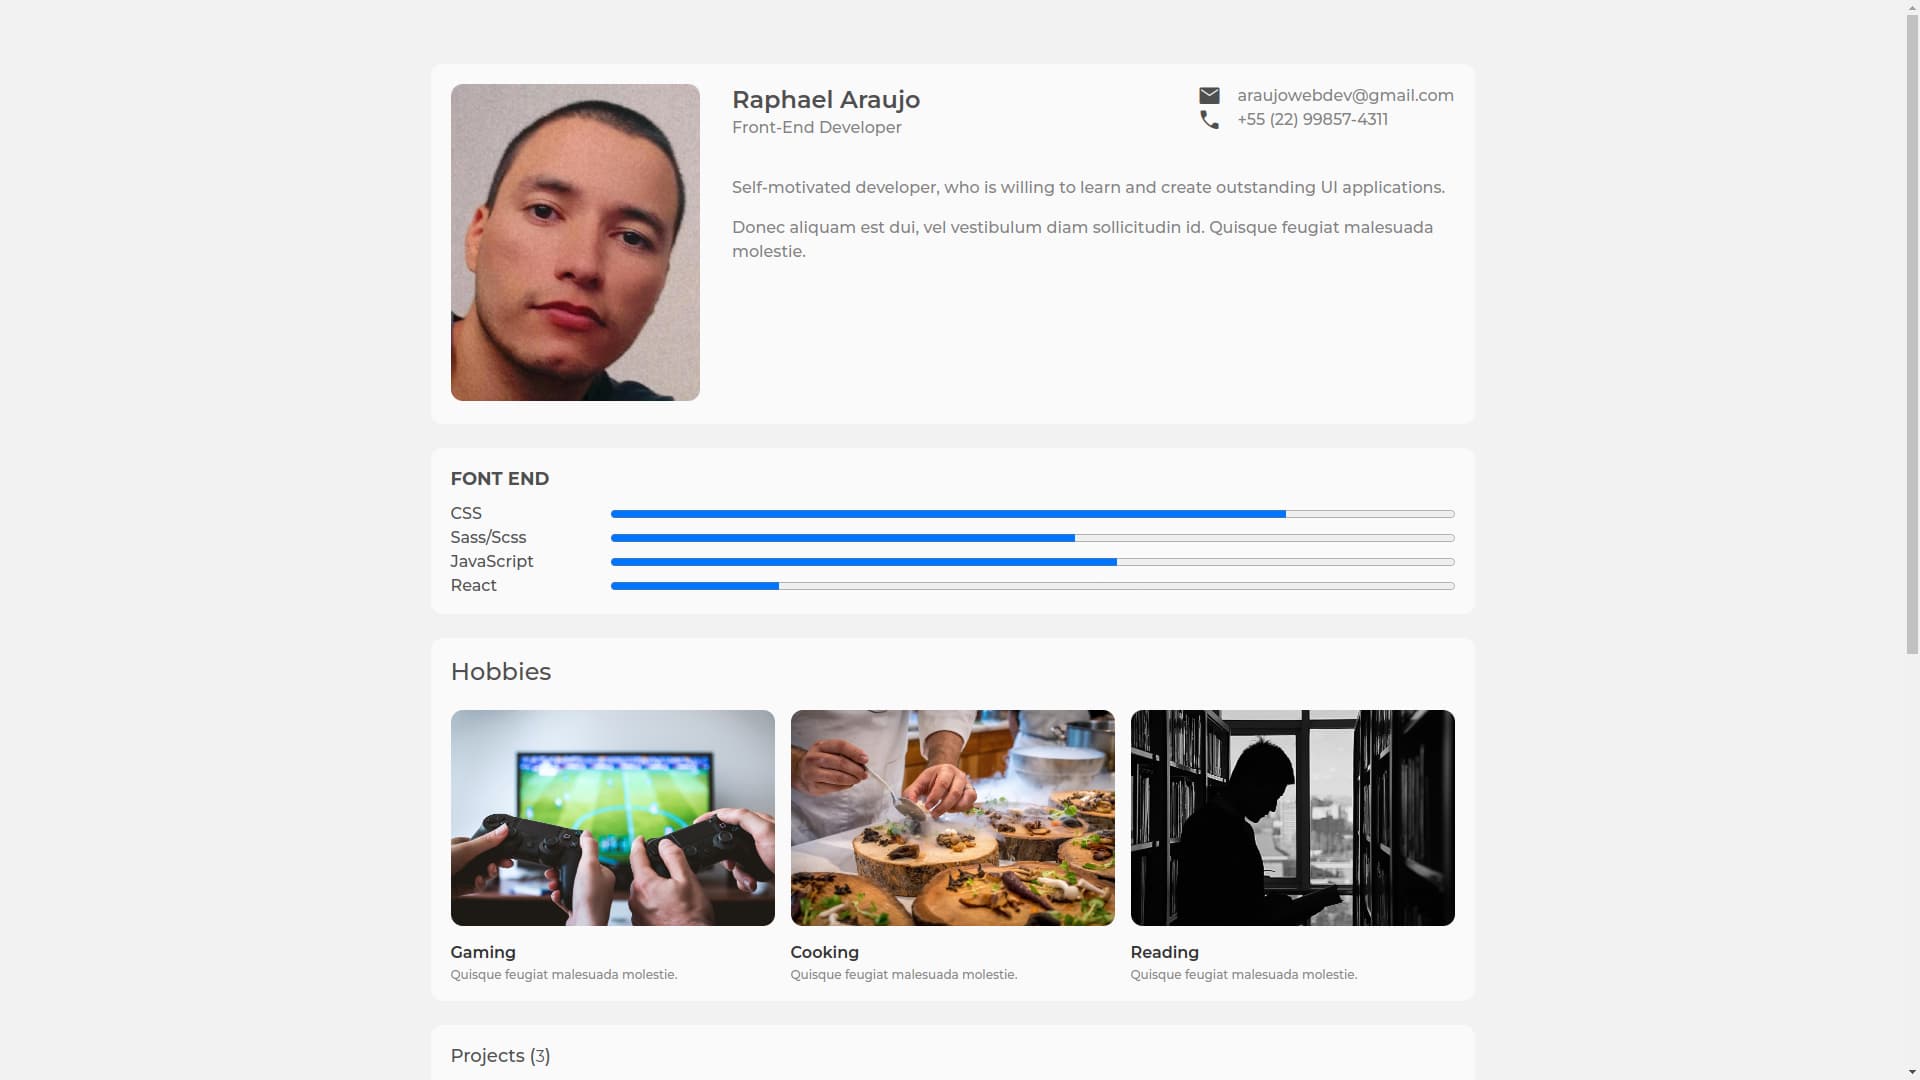 Raphael Araujo
Front-End Developer
araujowebdev@gmail.com
+55 (22) 99857-4311
Self-motivated developer, who is willing to learn and create outstanding UI applications.
Donec aliquam est dui, vel vestibulum diam sollicitudin id. Quisque feugiat malesuada
molestie.
FONT END
CSS
Sass/Scss
JavaScript
React
Hobbies
Gaming
Quisque feugiat malesuada molestie.
Cooking
Quisque feugiat malesuada molestie.
Reading
Quisque feugiat malesuada molestie.
Projects (3)